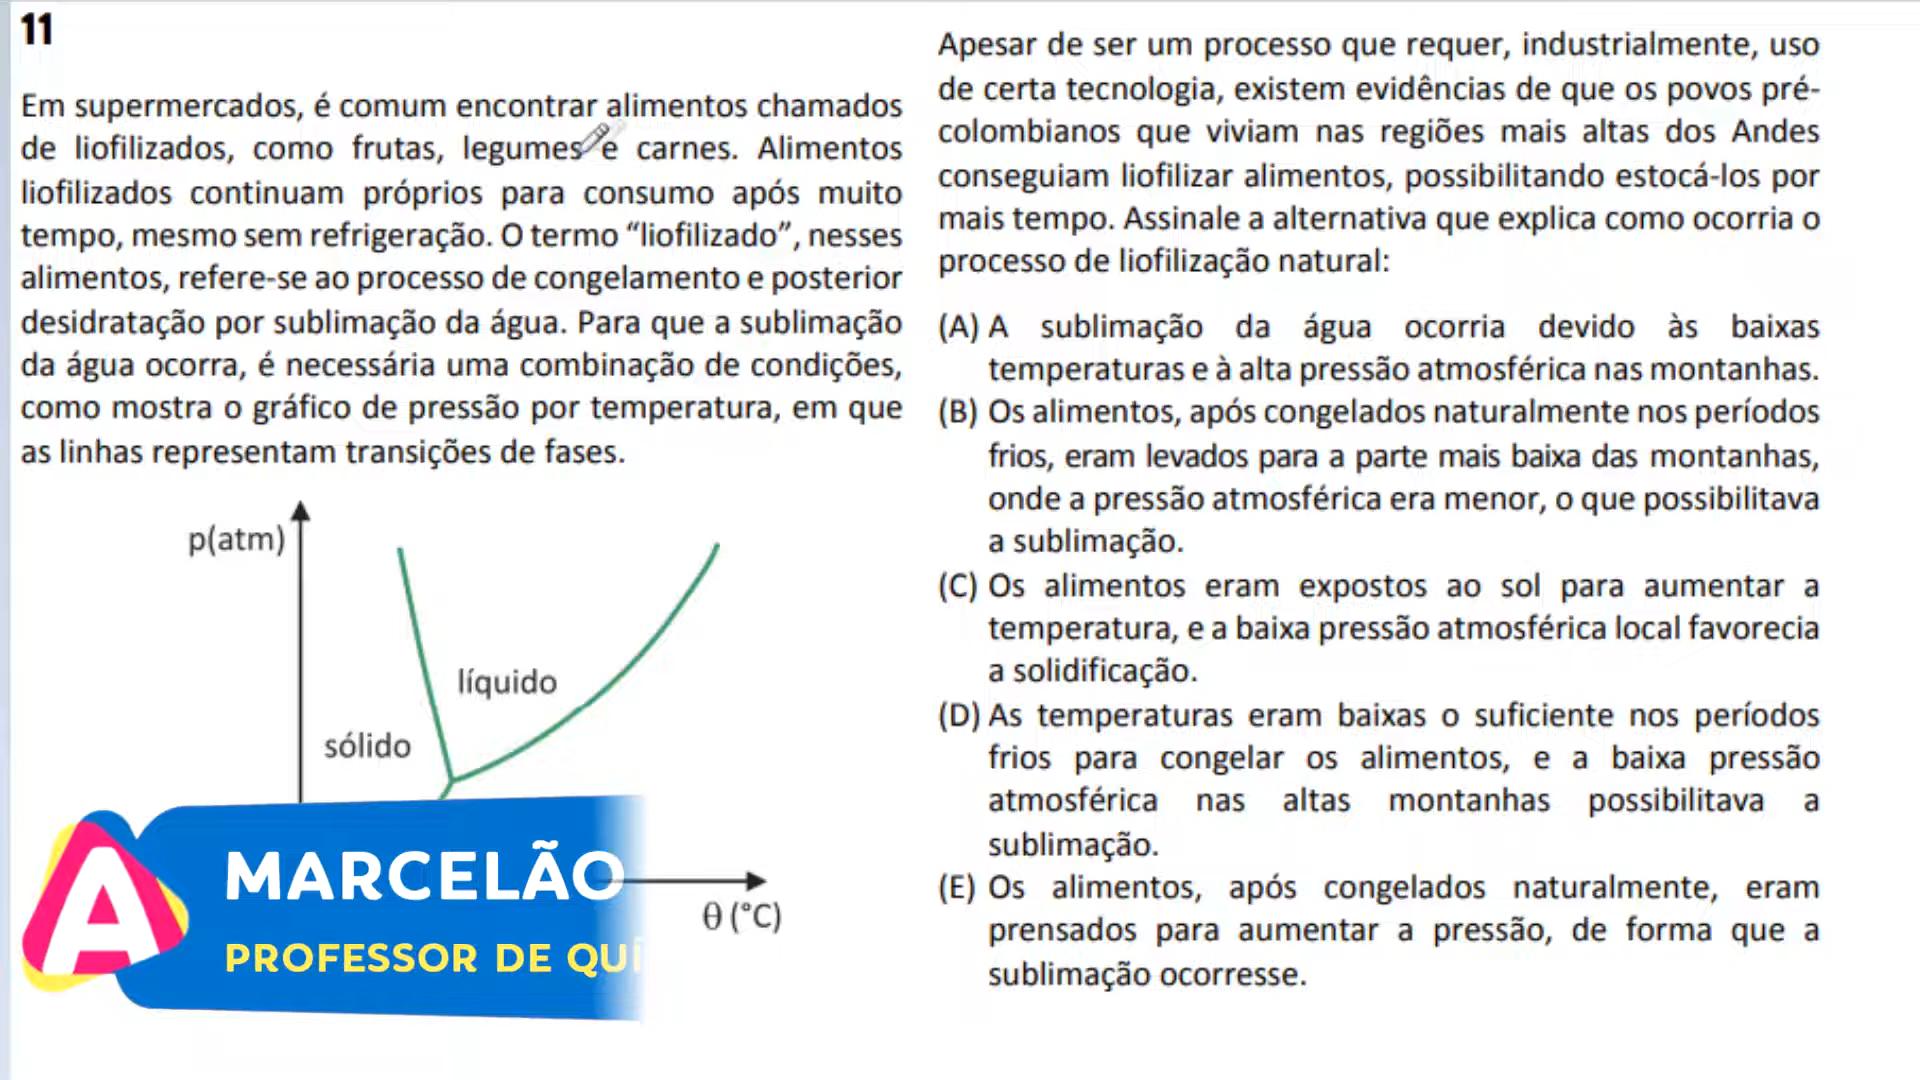 11
Em supermercados, é comum encontrar alimentos chamados
de liofilizados, como frutas, legumes e carnes. Alimentos
liofilizados continuam próprios para consumo após muito
tempo, mesmo sem refrigeração. O termo “liofilizado”, nesses
alimentos, refere-se ao processo de congelamento e posterior
desidratação por sublimação da água. Para que a sublimação
da água ocorra, é necessária uma combinação de condições,
como mostra o gráfico de pressão por temperatura, em que
as linhas representam transições de fases.
p(atm)
líquido
sólido
θ (°C)
A
MARCELÃO
PROFESSOR DE QUÍ
Apesar de ser um processo que requer, industrialmente, uso
de certa tecnologia, existem evidências de que os povos pré-
colombianos que viviam nas regiões mais altas dos Andes
conseguiam liofilizar alimentos, possibilitando estocá-los por
mais tempo. Assinale a alternativa que explica como ocorria o
processo de liofilização natural:
(A) A sublimação da água ocorria devido às baixas
temperaturas e à alta pressão atmosférica nas montanhas.
(B) Os alimentos, após congelados naturalmente nos períodos
frios, eram levados para a parte mais baixa das montanhas,
onde a pressão atmosférica era menor, o que possibilitava
a sublimação.
(C) Os alimentos eram expostos ao sol para aumentar a
temperatura, e a baixa pressão atmosférica local favorecia
a solidificação.
(D) As temperaturas eram baixas o suficiente nos períodos
frios para congelar os alimentos, e a baixa pressão
atmosférica nas altas montanhas possibilitava a
sublimação.
(E) Os alimentos, após congelados naturalmente, eram
prensados para aumentar a pressão, de forma que a
sublimação ocorresse.